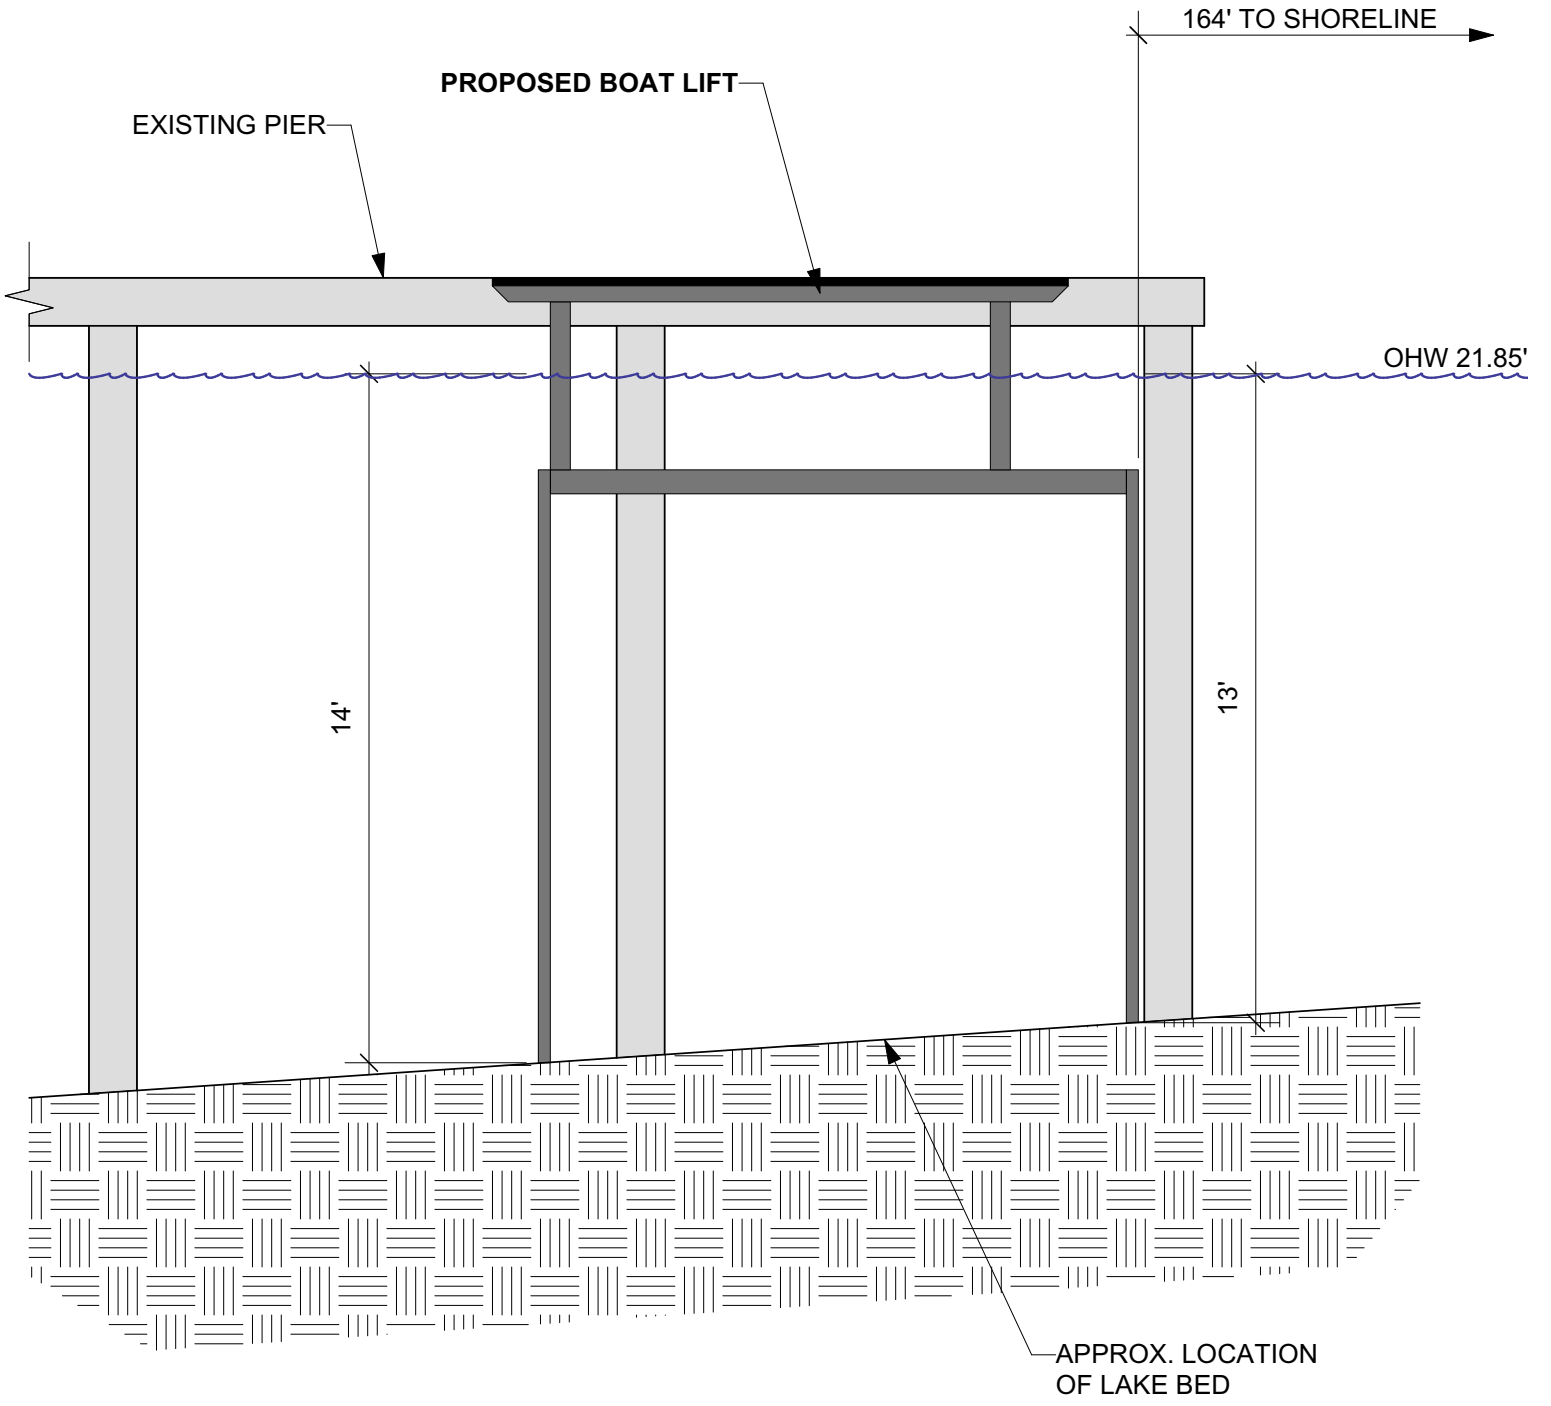 164' TO SHORELINE
PROPOSED BOAT LIFT
EXISTING PIER
OHW 21.85'
14'
13'
APPROX. LOCATION
OF LAKE BED